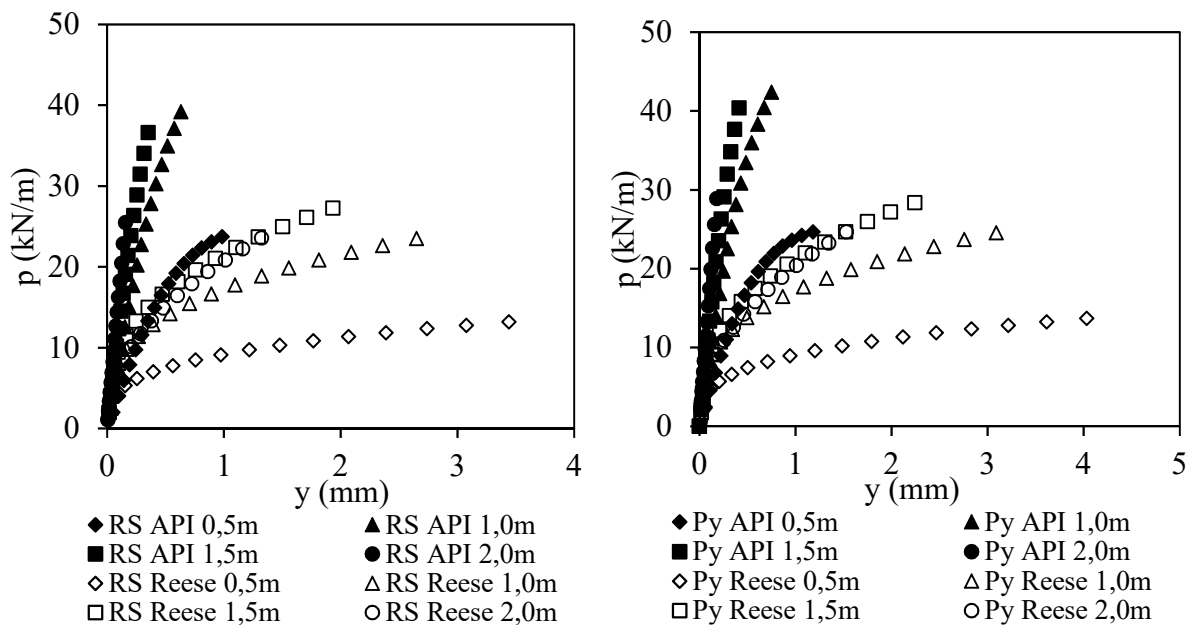 50
40
30
20
10
0
p (kN/m)
0 1 2 3 4
y (mm)
RS API 0,5m RS API 1,0m
RS API 1,5m RS API 2,0m
RS Reese 0,5m RS Reese 1,0m
RS Reese 1,5m RS Reese 2,0m
50
40
30
20
10
0
p (kN/m)
0 1 2 3 4 5
y (mm)
Py API 0,5m Py API 1,0m
Py API 1,5m Py API 2,0m
Py Reese 0,5m Py Reese 1,0m
Py Reese 1,5m Py Reese 2,0m